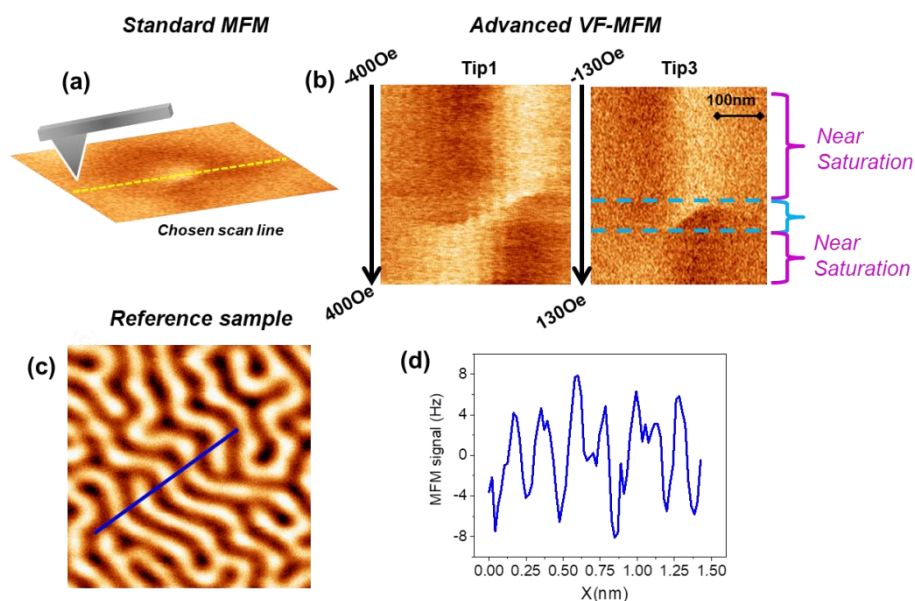 Standard MFM
Advanced VF-MFM
(a)
Chosen scan line
(b)
-400Oe
400Oe
Tip1
-130Oe
130Oe
Tip3
100nm
Near
Saturation
Near
Saturation
Reference sample
(c)
(d)
MFM signal (Hz)
8
4
0
-4
-8
0.00 0.25 0.50 0.75 1.00 1.25 1.50
X(nm)